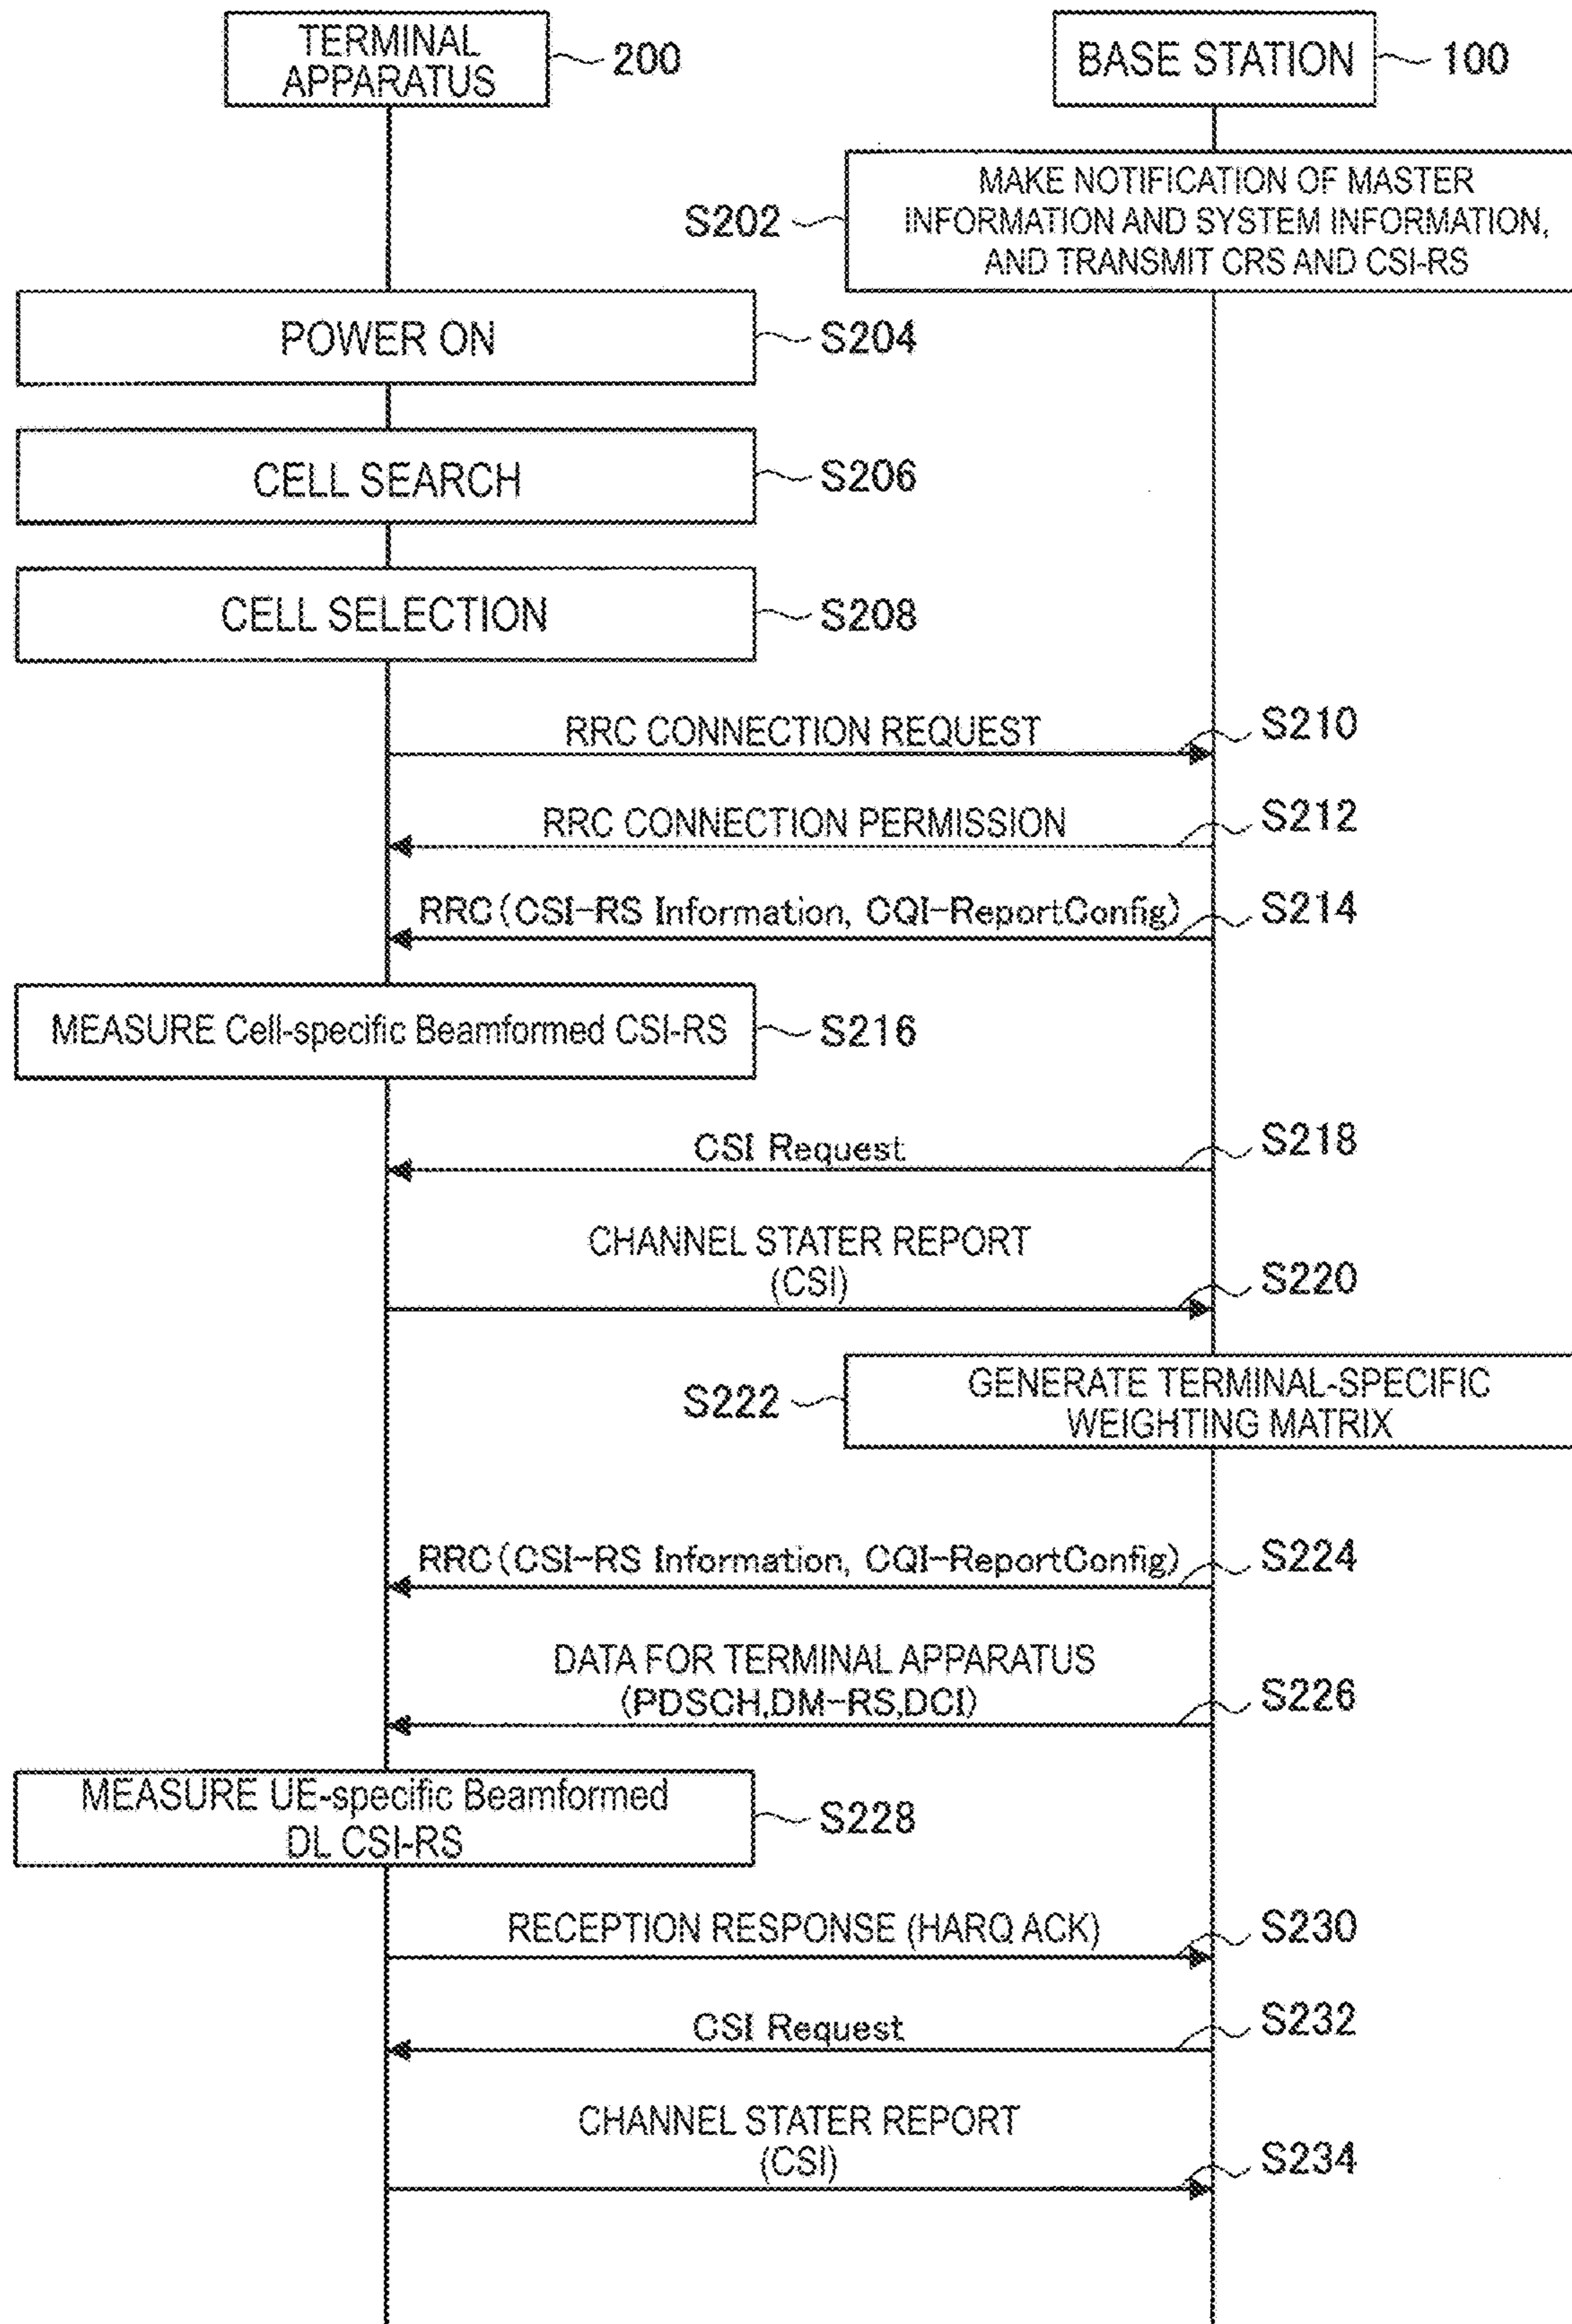 TERMINAL
APPARATUS
200
BASE STATION
100
MAKE NOTIFICATION OF MASTER
INFORMATION AND SYSTEM INFORMATION,
AND TRANSMIT CRS AND CSI-RS
S202
POWER ON
S204
CELL SEARCH
S206
CELL SELECTION
S208
RRC CONNECTION REQUEST
S210
RRC CONNECTION PERMISSION
S212
RRC (CSI-RS Information, CQI-ReportConfig)
S214
MEASURE Cell-specific Beamformed CSI-RS
S216
CSI Request
S218
CHANNEL STATER REPORT
(CSI)
S220
S222
GENERATE TERMINAL-SPECIFIC
WEIGHTING MATRIX
RRC (CSI-RS Information, CQI-ReportConfig)
S224
DATA FOR TERMINAL APPARATUS
(PDSCH,DM-RS,DCI)
S226
MEASURE UE-specific Beamformed
DL CSI-RS
S228
RECEPTION RESPONSE (HARQ ACK)
S230
CSI Request
S232
CHANNEL STATER REPORT
(CSI)
S234